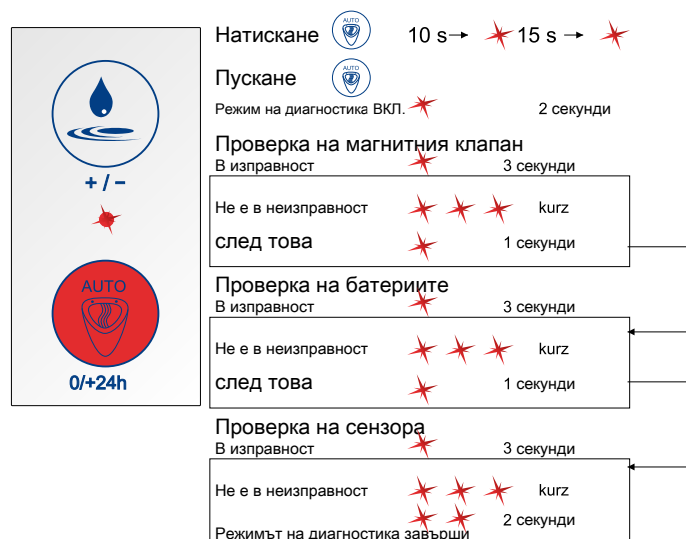 Натискане AUTO 10 s 15 s
Пускане AUTO
Режим на диагностика ВКЛ. 2 секунди
Проверка на магнитния клапан
В изправност 3 секунди
Не е в неизправност kurz
след това 1 секунди
Проверка на батериите
В изправност 3 секунди
Не е в неизправност kurz
след това 1 секунди
Проверка на сензора
В изправност 3 секунди
Не е в неизправност kurz
2 секунди
Режимът на диагностика завърши
+ / −
AUTO
0/+24h